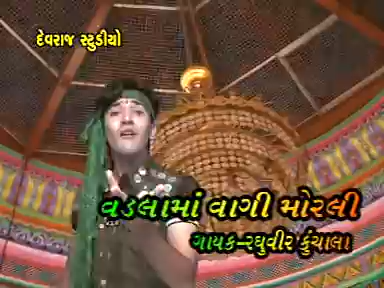 દેવરાજ સ્ટુડીયો
વડલામાં વાગી મોરલી
ગાયક-રઘુવીર કુંચાલા